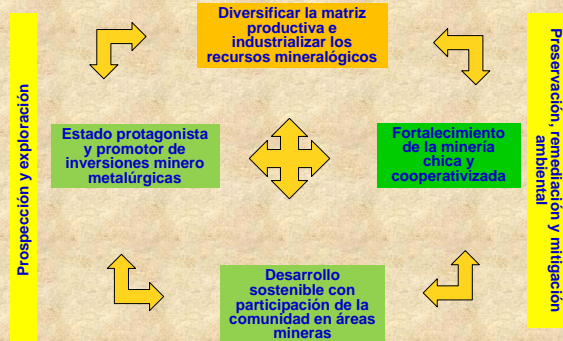 Diversificar la matriz
productiva e
industrializar los
recursos mineralógicos
Prospección y exploración
Estado protagonista
y promotor de
inversiones minero
metalúrgicas
Fortalecimiento
de la minería
chica y
cooperativizada
Preservación, remediación y mitigación
ambiental
Desarrollo
sostenible con
participación de la
comunidad en áreas
mineras